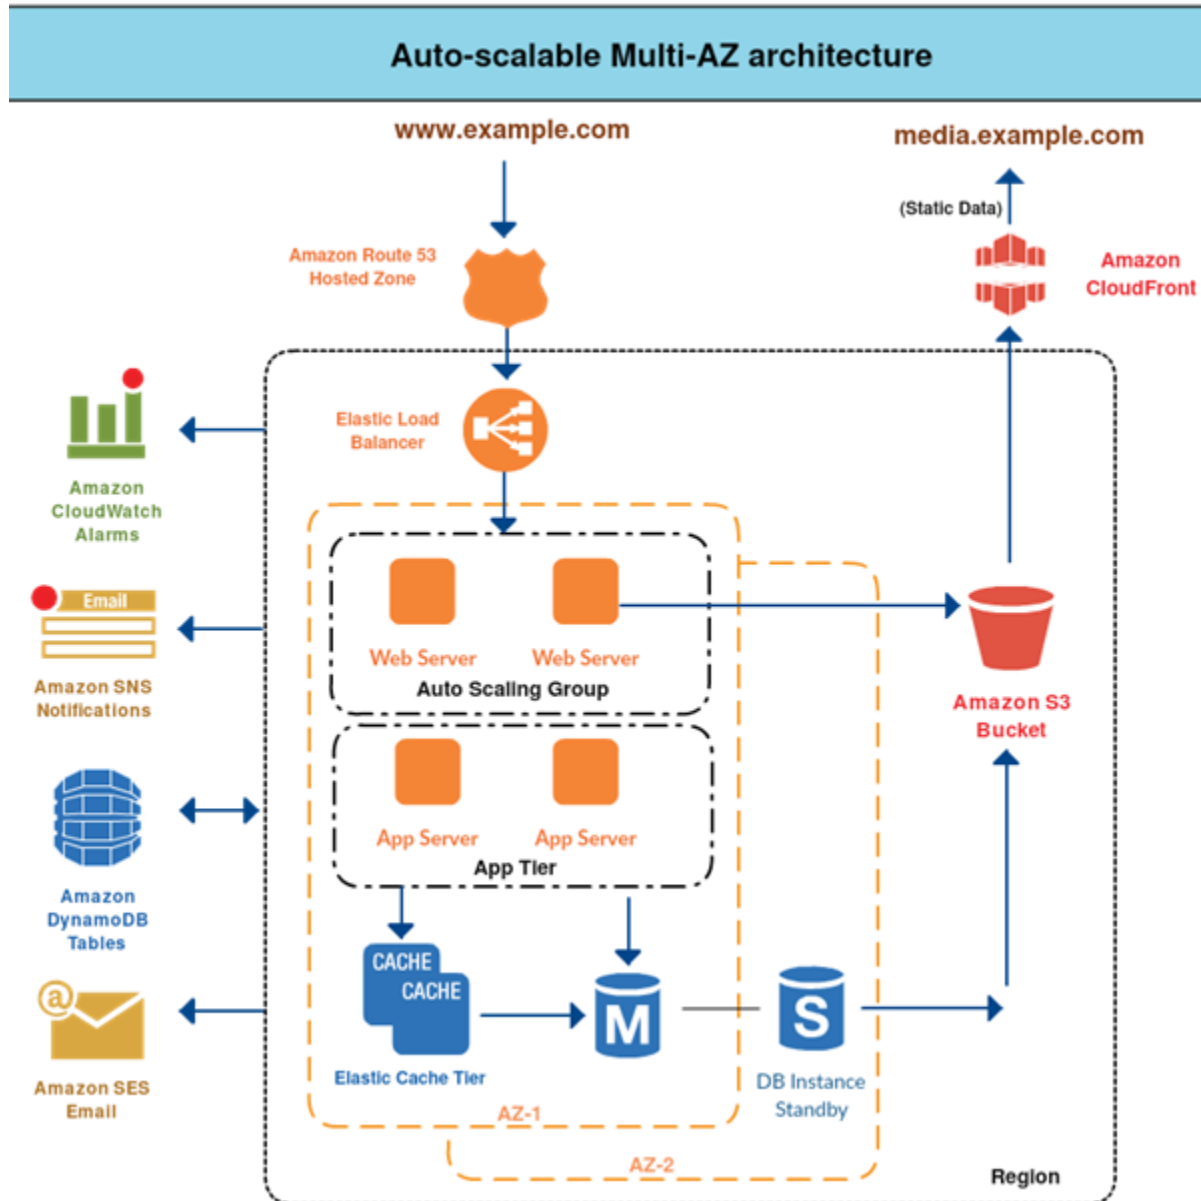 Auto-scalable Multi-AZ architecture
www.example.com
media.example.com
(Static Data)
Amazon Route 53
Hosted Zone
Amazon
CloudFront
Elastic Load
Balancer
Amazon
CloudWatch
Alarms
Email
Web Server
Web Server
Auto Scaling Group
Amazon SNS
Notifications
Amazon S3
Bucket
App Server
App Server
App Tier
Amazon
DynamoDB
Tables
CACHE
CACHE
M
S
@
Elastic Cache Tier
DB Instance
Standby
Amazon SES
Email
AZ-1
AZ-2
Region